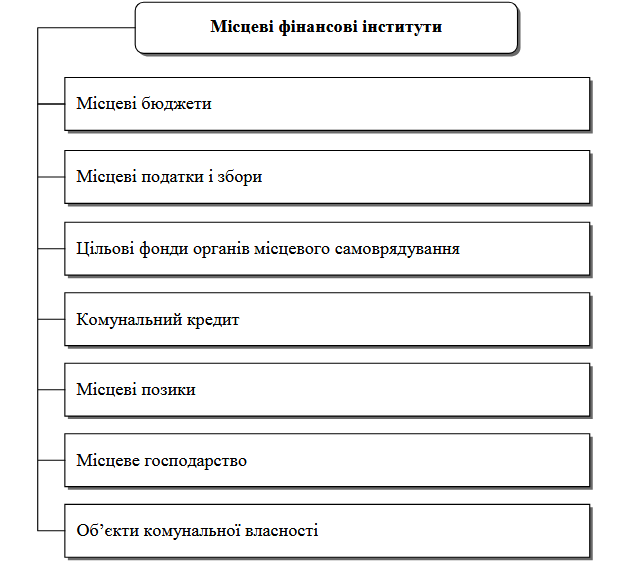 Місцеві фінансові інститути
Місцеві бюджети
Місцеві податки і збори
Цільові фонди органів місцевого самоврядування
Комунальний кредит
Місцеві позики
Місцеве господарство
Об’єкти комунальної власності